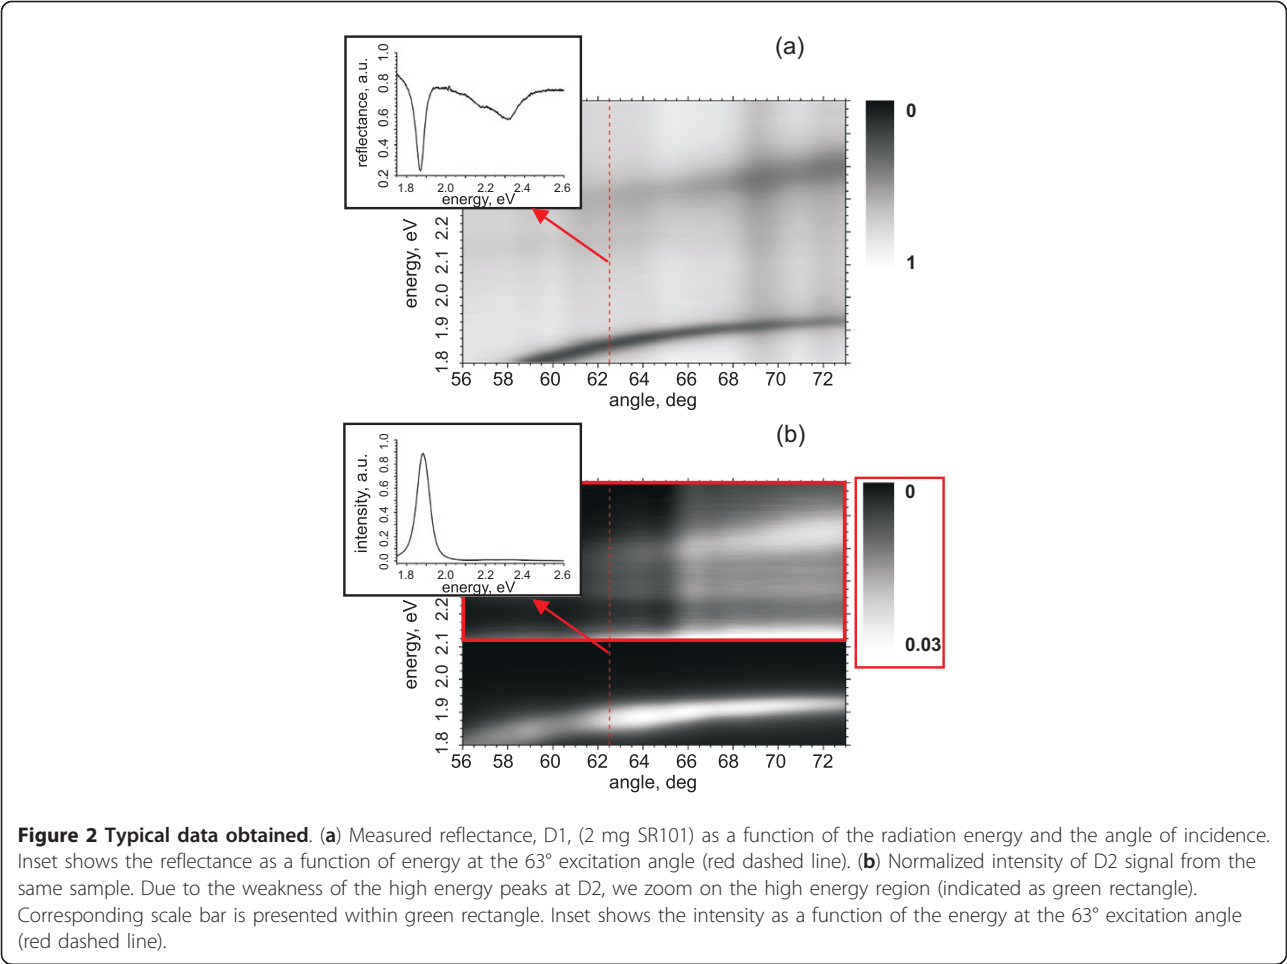 (a)
reflectance, a.u.
1.0
0.8
0.6
0.4
0.2
1.8 2.0 2.2 2.4 2.6
energy, eV
0
1
energy, eV
2.2
2.1
2.0
1.9
1.8
56 58 60 62 64 66 68 70 72
angle, deg
(b)
intensity, a.u.
1.0
0.8
0.6
0.4
0.2
0.0
1.8 2.0 2.2 2.4 2.6
energy, eV
0
0.03
energy, eV
2.2
2.1
2.0
1.9
1.8
56 58 60 62 64 66 68 70 72
angle, deg
Figure 2 Typical data obtained. (a) Measured reflectance, D1, (2 mg SR101) as a function of the radiation energy and the angle of incidence.
Inset shows the reflectance as a function of energy at the 63° excitation angle (red dashed line). (b) Normalized intensity of D2 signal from the
same sample. Due to the weakness of the high energy peaks at D2, we zoom on the high energy region (indicated as green rectangle).
Corresponding scale bar is presented within green rectangle. Inset shows the intensity as a function of the energy at the 63° excitation angle
(red dashed line).